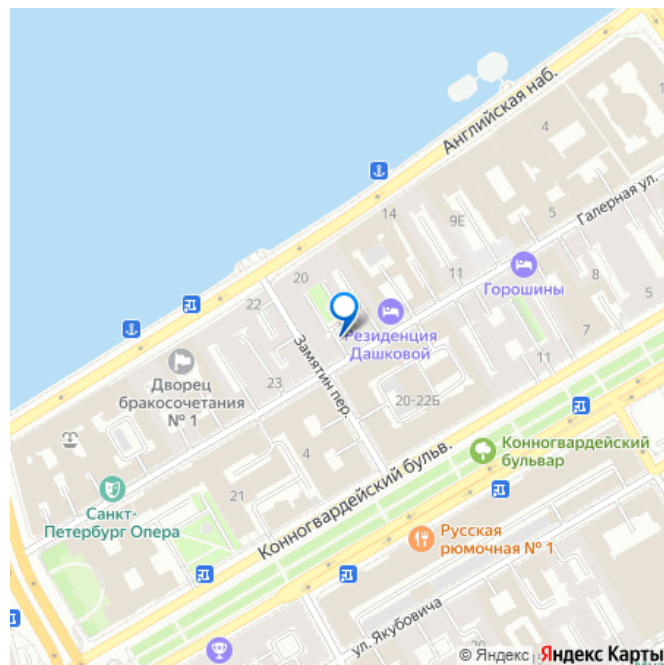 Английская наб.
4
1
14
9Е
5
Галерная ул.
20
11
Горошины
8
5
22
Резиденция
Дашковой
7
Замятин пер.
11
Дворец
бракосочетания
№ 1
23
20-22Б
4
Конногвардейский
бульвар
Конногвардейский бульв.
21
Санкт-
Петербург Опера
Русская
рюмочная № 1
ул. Якубовича
20
© Яндекс
Яндекс Карты